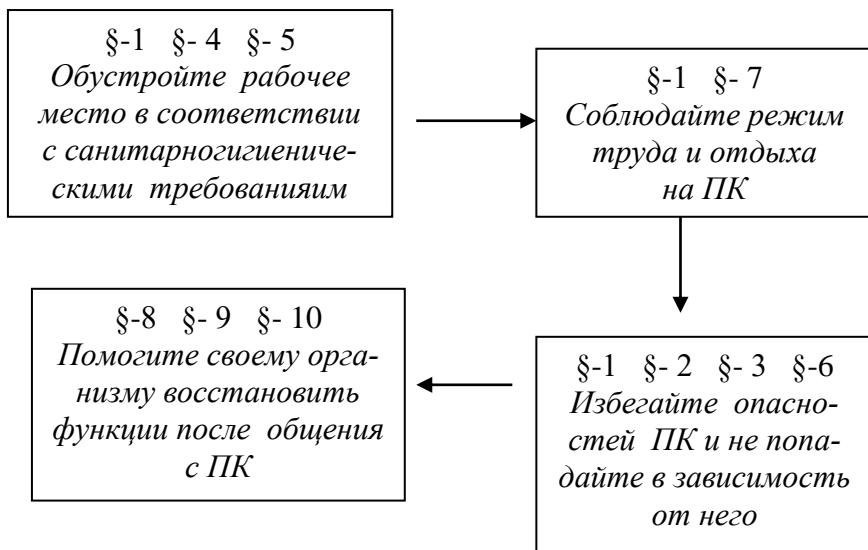 §-1 §- 4 §- 5
Обустройте рабочее
место в соответствии
с санитарногигиениче-
скими требованияим
§-1 §- 7
Соблюдайте режим
труда и отдыха
на ПК
§-1 §- 2 §- 3 §-6
Избегайте опасно-
стей ПК и не попа-
дайте в зависимость
от него
§-8 §- 9 §- 10
Помогите своему орга-
низму восстановить
функции после общения
с ПК